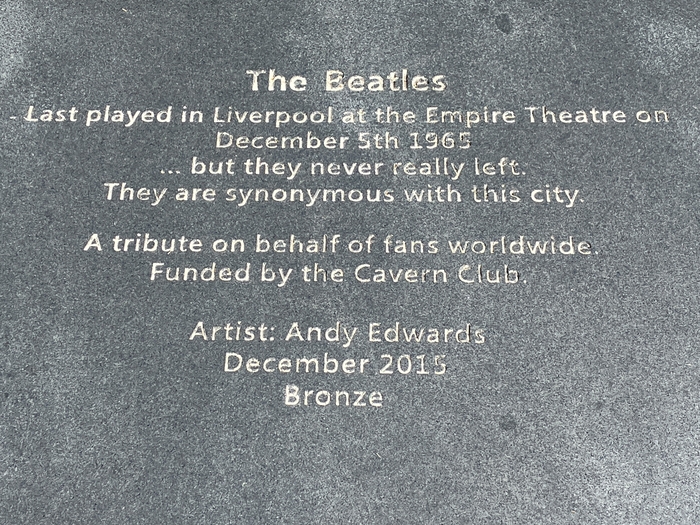 The Beatles
Last played in Liverpool at the Empire Theatre on
December 5th 1965
... but they never really left.
They are synonymous with this city.
A tribute on behalf of fans worldwide.
Funded by the Cavern Club.
Artist: Andy Edwards
December 2015
Bronze